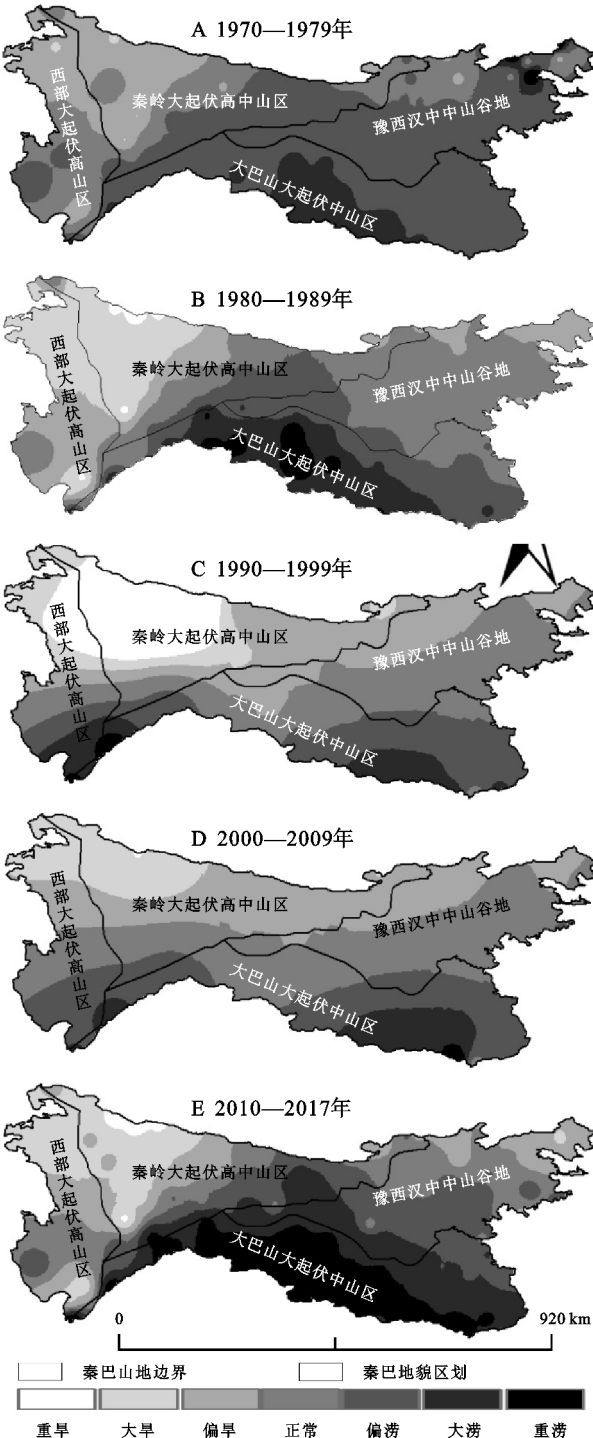 A 1970—1979年
西部大起伏高山区
秦岭大起伏高中山区
豫西汉中中山谷地
大巴山大起伏中山区
B 1980—1989年
西部大起伏高山区
秦岭大起伏高中山区
豫西汉中中山谷地
大巴山大起伏中山区
C 1990—1999年
西部大起伏高山区
秦岭大起伏高中山区
豫西汉中中山谷地
大巴山大起伏中山区
D 2000—2009年
西部大起伏高山区
秦岭大起伏高中山区
豫西汉中中山谷地
大巴山大起伏中山区
E 2010—2017年
西部大起伏高山区
秦岭大起伏高中山区
豫西汉中中山谷地
大巴山大起伏中山区
0 920 km
秦巴山地边界 秦巴地貌区划
重旱 大旱 偏旱 正常 偏涝 大涝 重涝